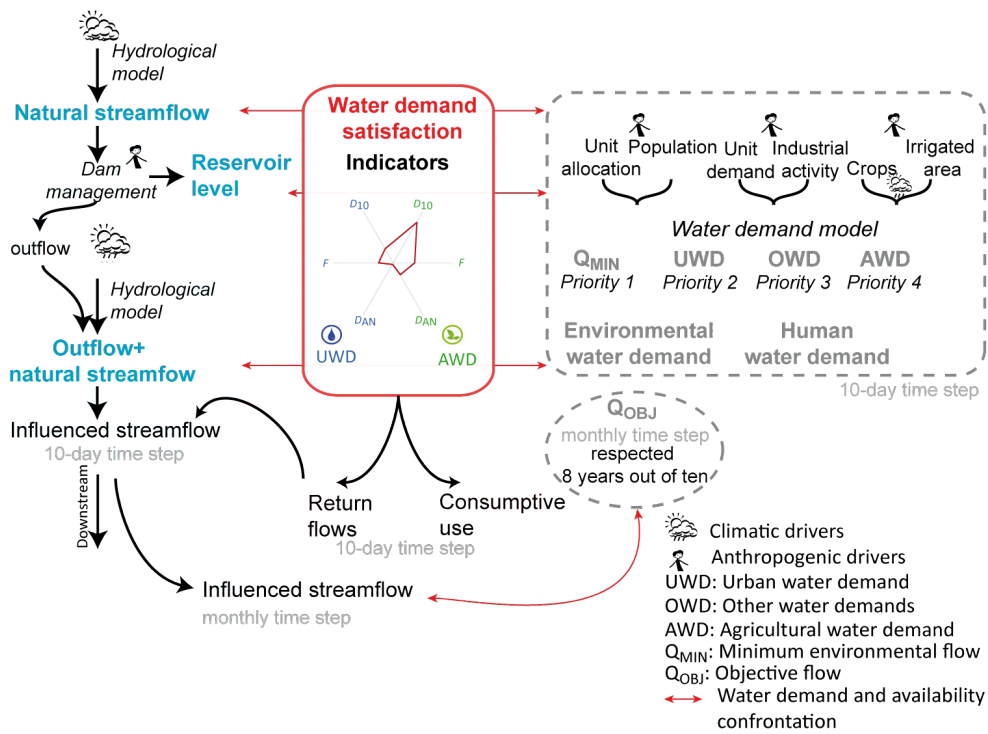 Hydrological
model
Natural streamflow
Dam
management
Reservoir
level
outflow
Hydrological
model
Outflow+
natural streamfow
Influenced streamflow
10-day time step
Downstream
Water demand
satisfaction
Indicators
D10
D10
F
F
DAN
DAN
UWD
AWD
Return
flows
Consumptive
use
10-day time step
Influenced streamflow
monthly time step
Unit
allocation
Population
Unit
demand
Industrial
activity
Crops
Irrigated
area
Water demand model
QMIN
Priority 1
UWD
Priority 2
OWD
Priority 3
AWD
Priority 4
Environmental
water demand
Human
water demand
10-day time step
QOBJ
monthly time step
respected
8 years out of ten
Climatic drivers
Anthropogenic drivers
UWD: Urban water demand
OWD: Other water demands
AWD: Agricultural water demand
QMIN: Minimum environmental flow
QOBJ: Objective flow
Water demand and availability
confrontation